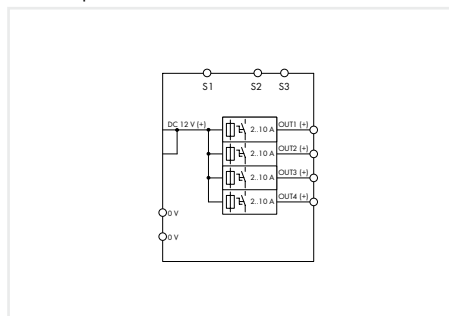 S1 S2 S3
DC 12 V (+)
2..10 A OUT1 (+)
2..10 A OUT2 (+)
2..10 A OUT3 (+)
2..10 A OUT4 (+)
0 V
0 V